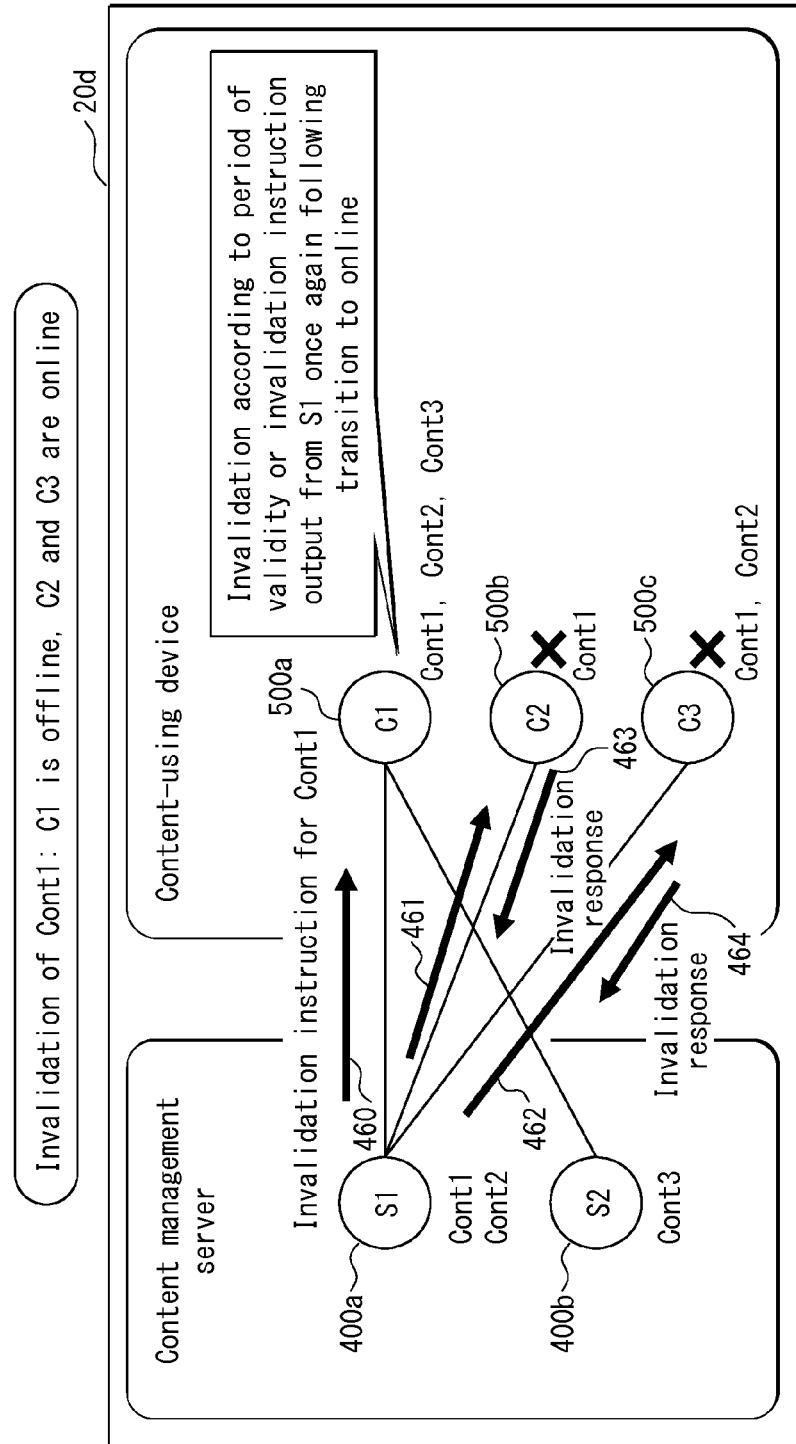 Invalidation of Cont1: C1 is offline, C2 and C3 are online
20d
Content management
server
Content-using device
Invalidation according to period of
validity or invalidation instruction
output from S1 once again following
transition to online
Invalidation instruction for Cont1
460
400a
S1
Cont1
Cont2
500a
C1
Cont1, Cont2, Cont3
461
500b
C2
Cont1
463
Invalidation
response
462
400b
S2
Cont3
500c
C3
Cont1, Cont2
464
Invalidation
response